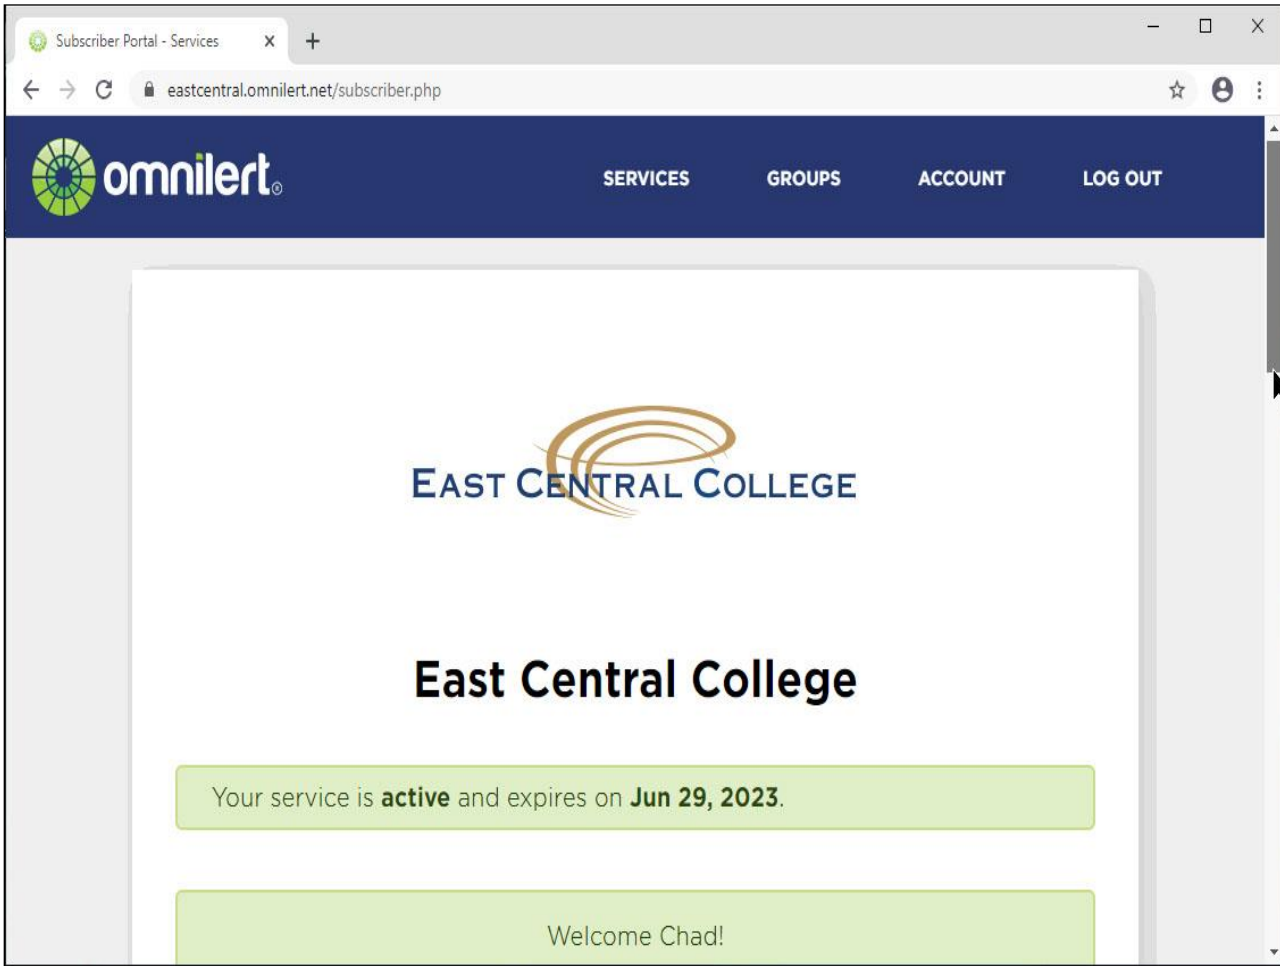 Subscriber Portal - Services
eastcentral.omnilert.net/subscriber.php
omnilert®
SERVICES GROUPS ACCOUNT LOG OUT
EAST CENTRAL COLLEGE
East Central College
Your service is active and expires on Jun 29, 2023.
Welcome Chad!